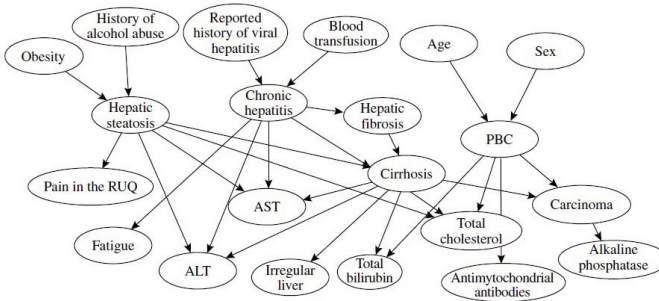 History of
alcohol abuse
Reported
history of viral
hepatitis
Blood
transfusion
Obesity
Age
Sex
Hepatic
steatosis
Chronic
hepatitis
Hepatic
fibrosis
PBC
Pain in the RUQ
Cirrhosis
AST
Carcinoma
Fatigue
Total
cholesterol
ALT
Irregular
liver
Total
bilirubin
Alkaline
phosphatase
Antimytochondrial
antibodies